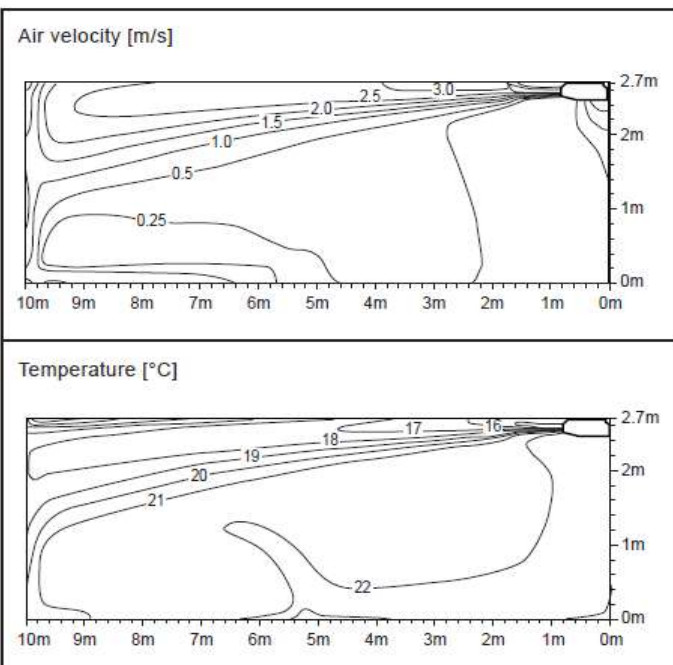 Air velocity [m/s]
2.7m
3.0
2.5
2.0
2m
1.5
1.0
0.5
1m
0.25
0m
10m 9m 8m 7m 6m 5m 4m 3m 2m 1m 0m
Temperature [°C]
2.7m
16
17
18
19
2m
20
21
1m
22
0m
10m 9m 8m 7m 6m 5m 4m 3m 2m 1m 0m